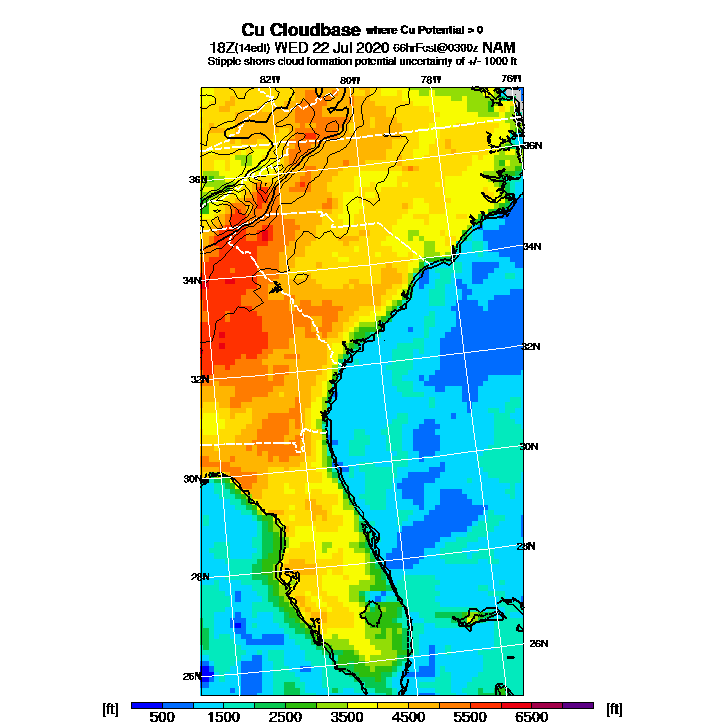 Cu Cloudbase where Cu Potential > 0
18Z(14edt) WED 22 Jul 2020 66hrFcst@0300z NAM
Stipple shows cloud formation potential uncertainty of +/- 1000 ft
82W 80W 78W 76W
36N
36N
34N
34N
32N
32N
30N
30N
28N
28N
26N
26N
[ft] 500 1500 2500 3500 4500 5500 6500 [ft]